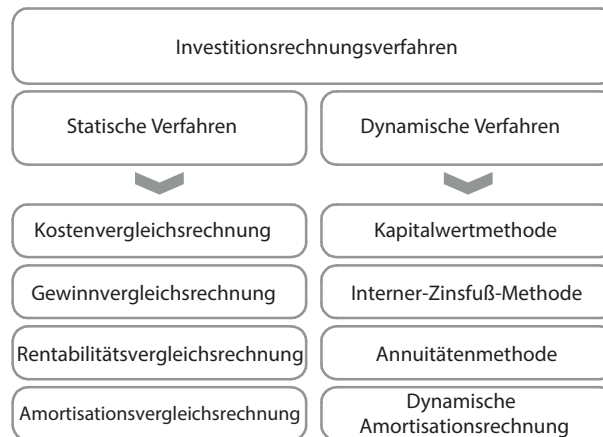 Investitionsrechnungsverfahren
Statische Verfahren
Dynamische Verfahren
Kostenvergleichsrechnung
Kapitalwertmethode
Gewinnvergleichsrechnung
Interner-Zinsfuß-Methode
Rentabilitätsvergleichsrechnung
Annuitätenmethode
Amortisationsvergleichsrechnung
Dynamische
Amortisationsrechnung